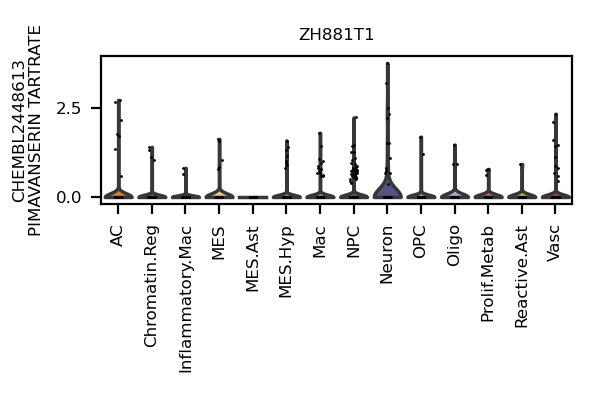 ZH881T1
CHEMBL2448613
PIMAVANSERIN TARTRATE
2.5
0.0
AC
Chromatin.Reg
Inflammatory.Mac
MES
MES.Ast
MES.Hyp
Mac
NPC
Neuron
OPC
Oligo
Prolif.Metab
Reactive.Ast
Vasc